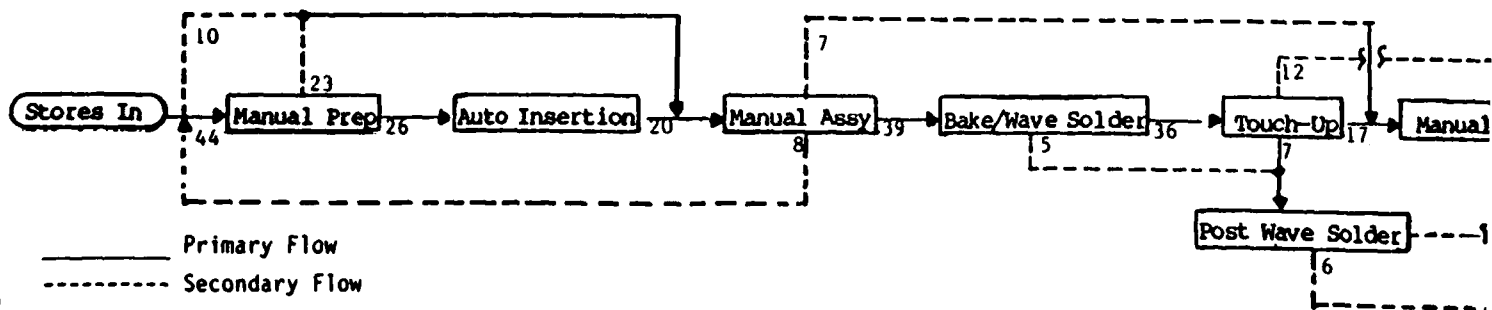 10
7
12
23
Stores In
Manual Prep
Auto Insertion
Manual Assy
Bake/Wave Solder
Touch-Up
Manual
44
26
20
39
36
17
8
5
7
Post Wave Solder
6
Primary Flow
Secondary Flow